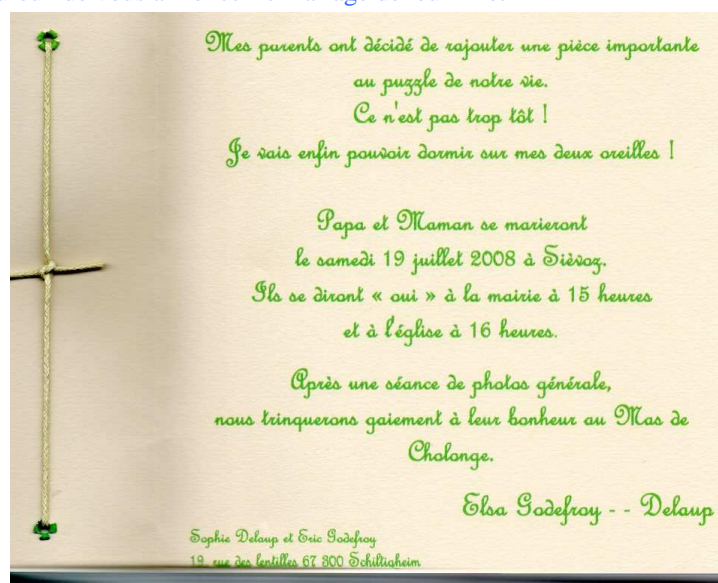 Mes parents ont décidé de rajouter une pièce importante
au puzzle de notre vie.
Ce n'est pas trop tôt !
Je vais enfin pouvoir dormir sur mes deux oreilles !
Papa et Maman se marieront
le samedi 19 juillet 2008 à Siévoz.
Ils se diront « oui » à la mairie à 15 heures
et à l'église à 16 heures.
Après une séance de photos générale,
nous trinquerons gaiement à leur bonheur au Mas de
Cholonge.
Elsa Godefroy - - Delaup
Sophie Delaup et Eric Godefroy
19, rue des lentilles 67 300 Schiltigheim